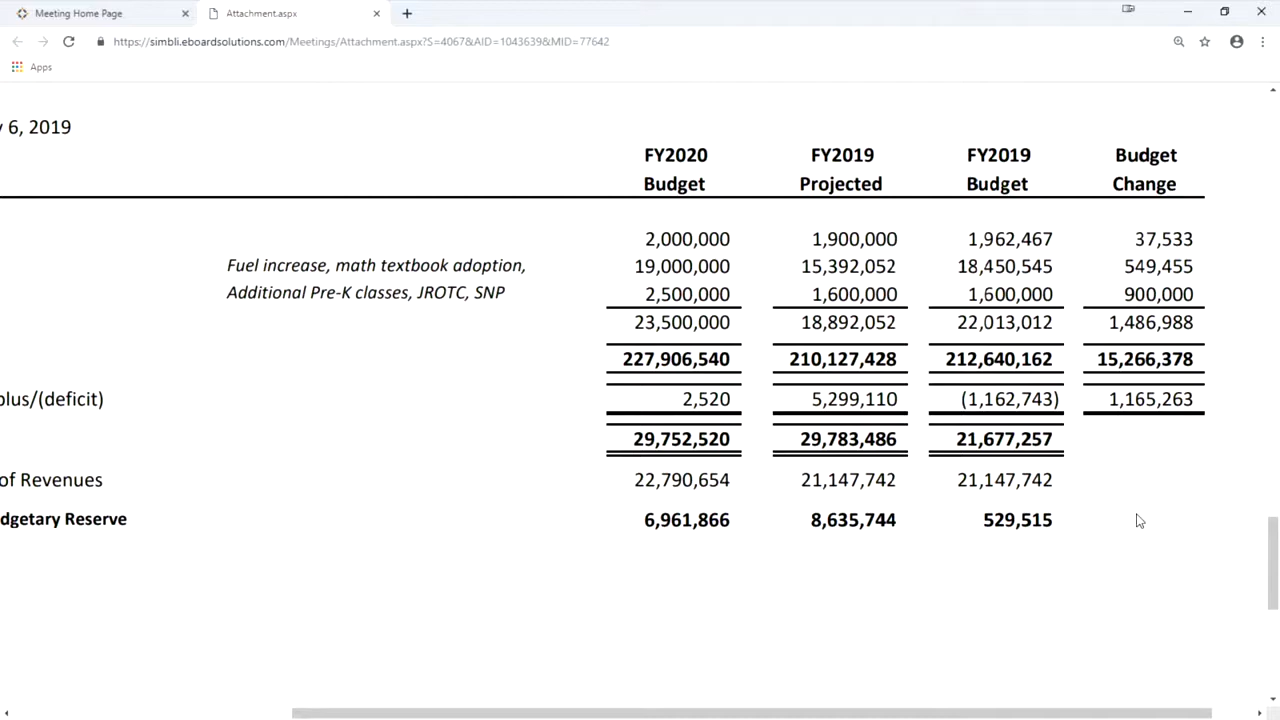 Meeting Home Page
Attachment.aspx
https://simbli.eboardsolutions.com/Meetings/Attachment.aspx?S=4067&AID=1043639&MID=77642
Apps
6, 2019
FY2020 FY2019 FY2019 Budget
Budget Projected Budget Change
2,000,000 1,900,000 1,962,467 37,533
Fuel increase, math textbook adoption, 19,000,000 15,392,052 18,450,545 549,455
Additional Pre-K classes, JROTC, SNP 2,500,000 1,600,000 1,600,000 900,000
23,500,000 18,892,052 22,013,012 1,486,988
227,906,540 210,127,428 212,640,162 15,266,378
plus/(deficit) 2,520 5,299,110 (1,162,743) 1,165,263
29,752,520 29,783,486 21,677,257
of Revenues 22,790,654 21,147,742 21,147,742
dgetary Reserve 6,961,866 8,635,744 529,515